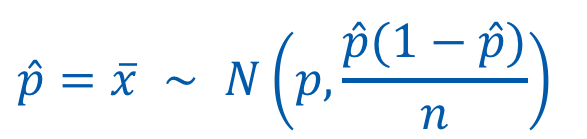 p̂ = x̄ ~ N(p, p̂(1 − p̂)/n)